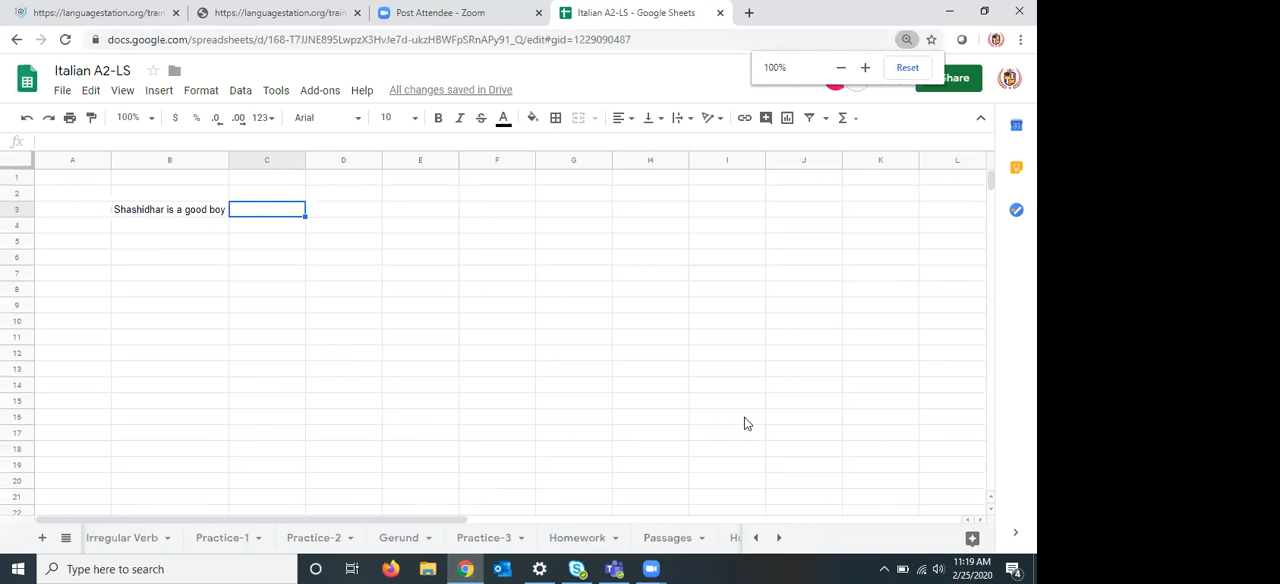 https://languagestation.org/train
https://languagestation.org/train
Post Attendee - Zoom
Italian A2-LS - Google Sheets
docs.google.com/spreadsheets/d/168-T7JJNE895LwpzX3HvJe7d-ukzHBWFpSRnAPy91_Q/edit#gid=1229090487
Italian A2-LS
100%
Reset
Share
File Edit View Insert Format Data Tools Add-ons Help All changes saved in Drive
100% $ % .0 .00 123 Arial 10 B I S A Σ
fx
A B C D E F G H I J K L
1
2
3 Shashidhar is a good boy
4
5
6
7
8
9
10
11
12
13
14
15
16
17
18
19
20
21
22
Irregular Verb Practice-1 Practice-2 Gerund Practice-3 Homework Passages
Type here to search
11:19 AM
2/25/2020
4